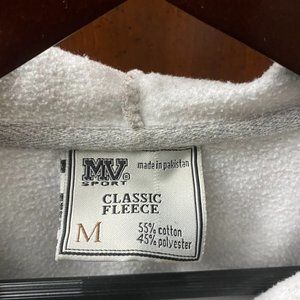 MV
SPORT
made in pakistan
CLASSIC
FLEECE
M
55% cotton
45% polyester